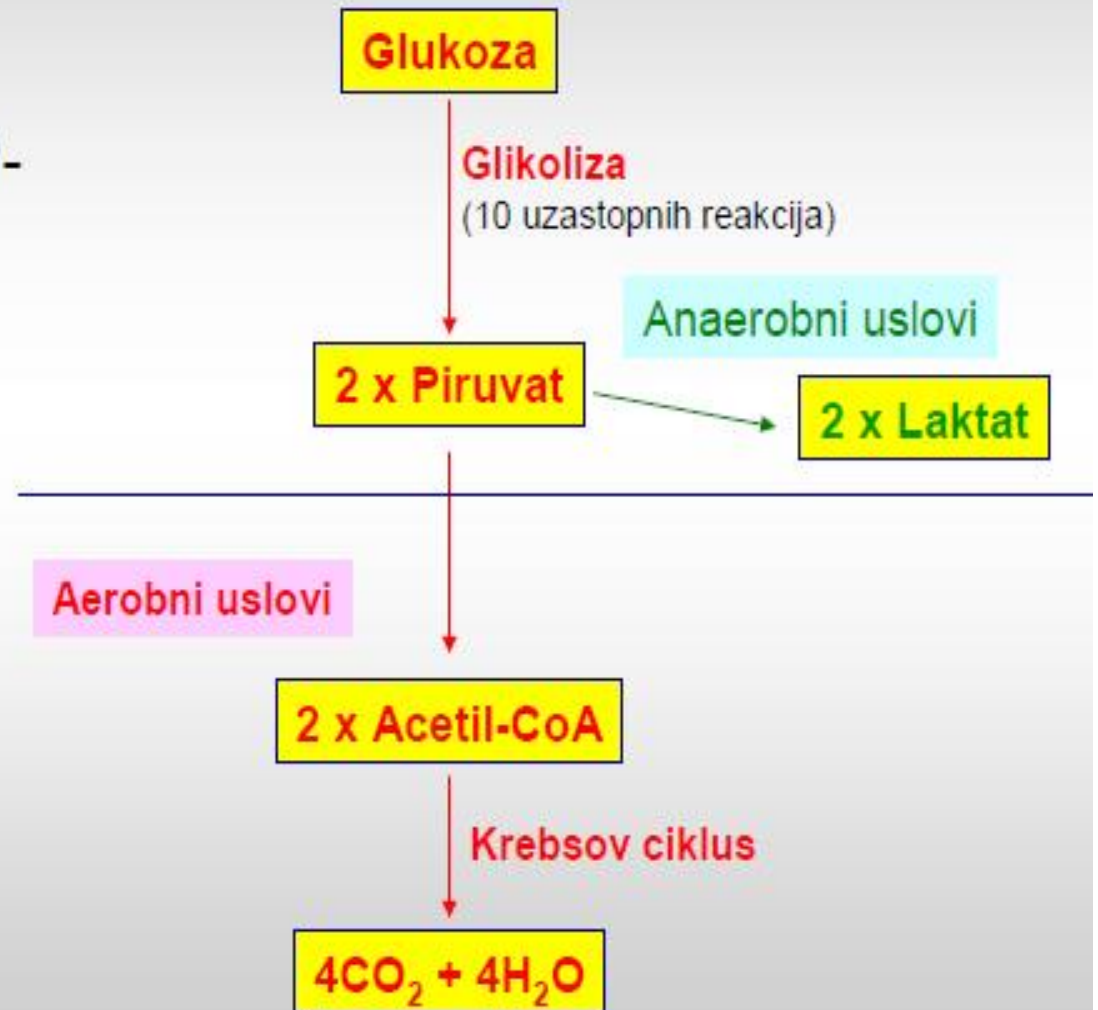 Glukoza
-
Glikoliza
(10 uzastopnih reakcija)
Anaerobni uslovi
2 x Piruvat
2 x Laktat
Aerobni uslovi
2 x Acetil-CoA
Krebsov ciklus
4CO₂ + 4H₂O